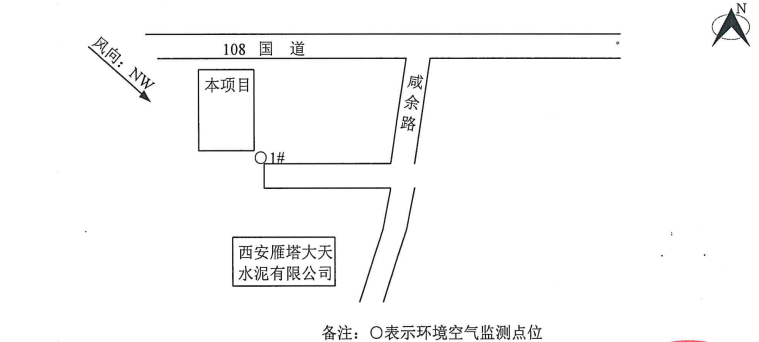 N
风向：NW
108 国 道
本项目
咸余路
1#
西安雁塔大天
水泥有限公司
备注：〇表示环境空气监测点位